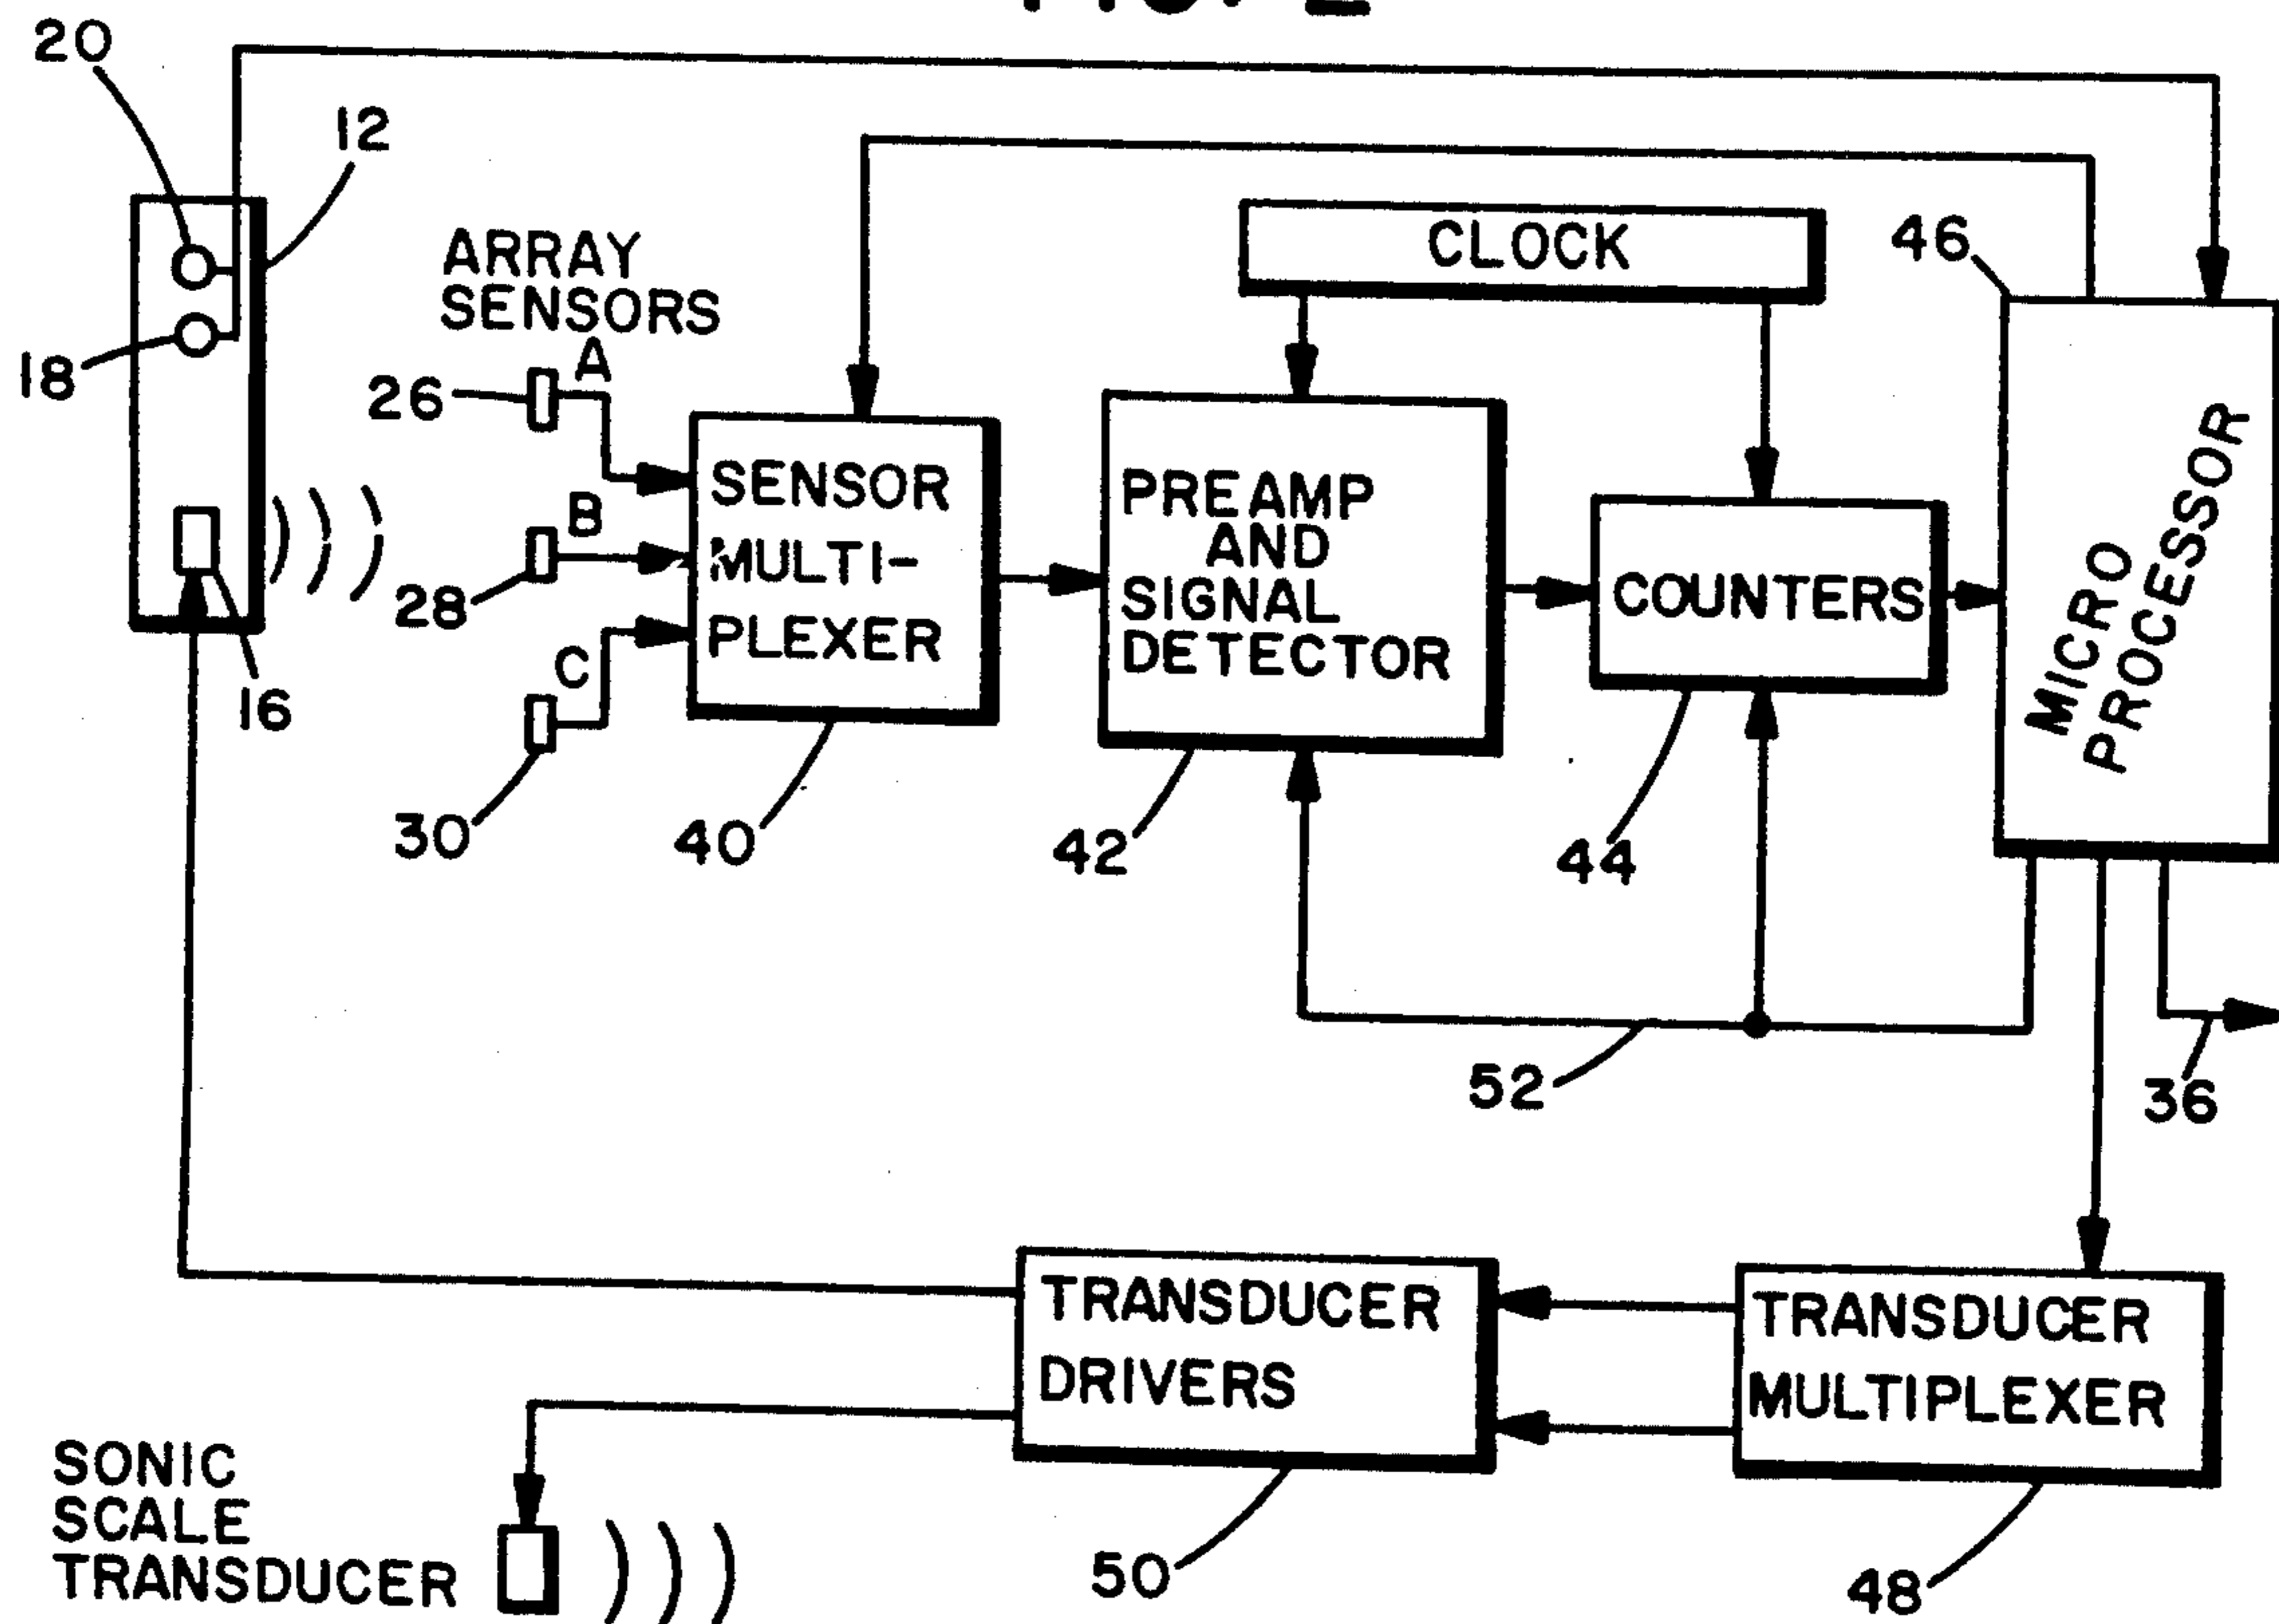 20
12
18
16
ARRAY
SENSORS
A
26
B
28
C
30
SENSOR
MULTI-
PLEXER
40
CLOCK
PREAMP
AND
SIGNAL
DETECTOR
42
COUNTERS
44
46
MICRO
PROCESSOR
52
36
TRANSDUCER
DRIVERS
50
TRANSDUCER
MULTIPLEXER
48
SONIC
SCALE
TRANSDUCER